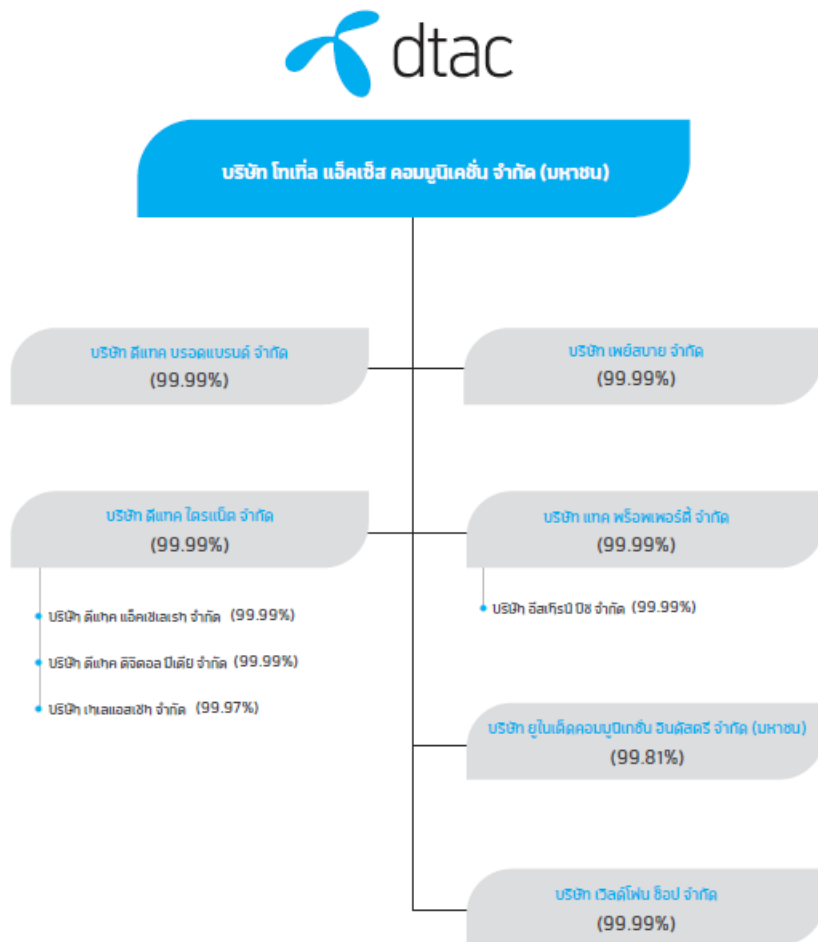 dtac
บริษัท โทเทิ่ล แอ็คเซ็ส คอมมูนิเคชั่น จำกัด (มหาชน)
บริษัท ดีแทค บรอดแบรนด์ จำกัด
(99.99%)
บริษัท เพย์สบาย จำกัด
(99.99%)
บริษัท ดีแทค ไตรเน็ต จำกัด
(99.99%)
บริษัท ดีแทค แอ็คเซเลเรท จำกัด (99.99%)
บริษัท ดีแทค ดิจิตอล มีเดีย จำกัด (99.99%)
บริษัท เทเลแอสเซท จำกัด (99.97%)
บริษัท แทค พร็อพเพอร์ตี้ จำกัด
(99.99%)
บริษัท อีสเทิรน์ บีช จำกัด (99.99%)
บริษัท ยูไนเต็ดคอมมูนิเกชั่น อินดัสตรี จำกัด (มหาชน)
(99.81%)
บริษัท เวิลด์โฟน ช็อป จำกัด
(99.99%)